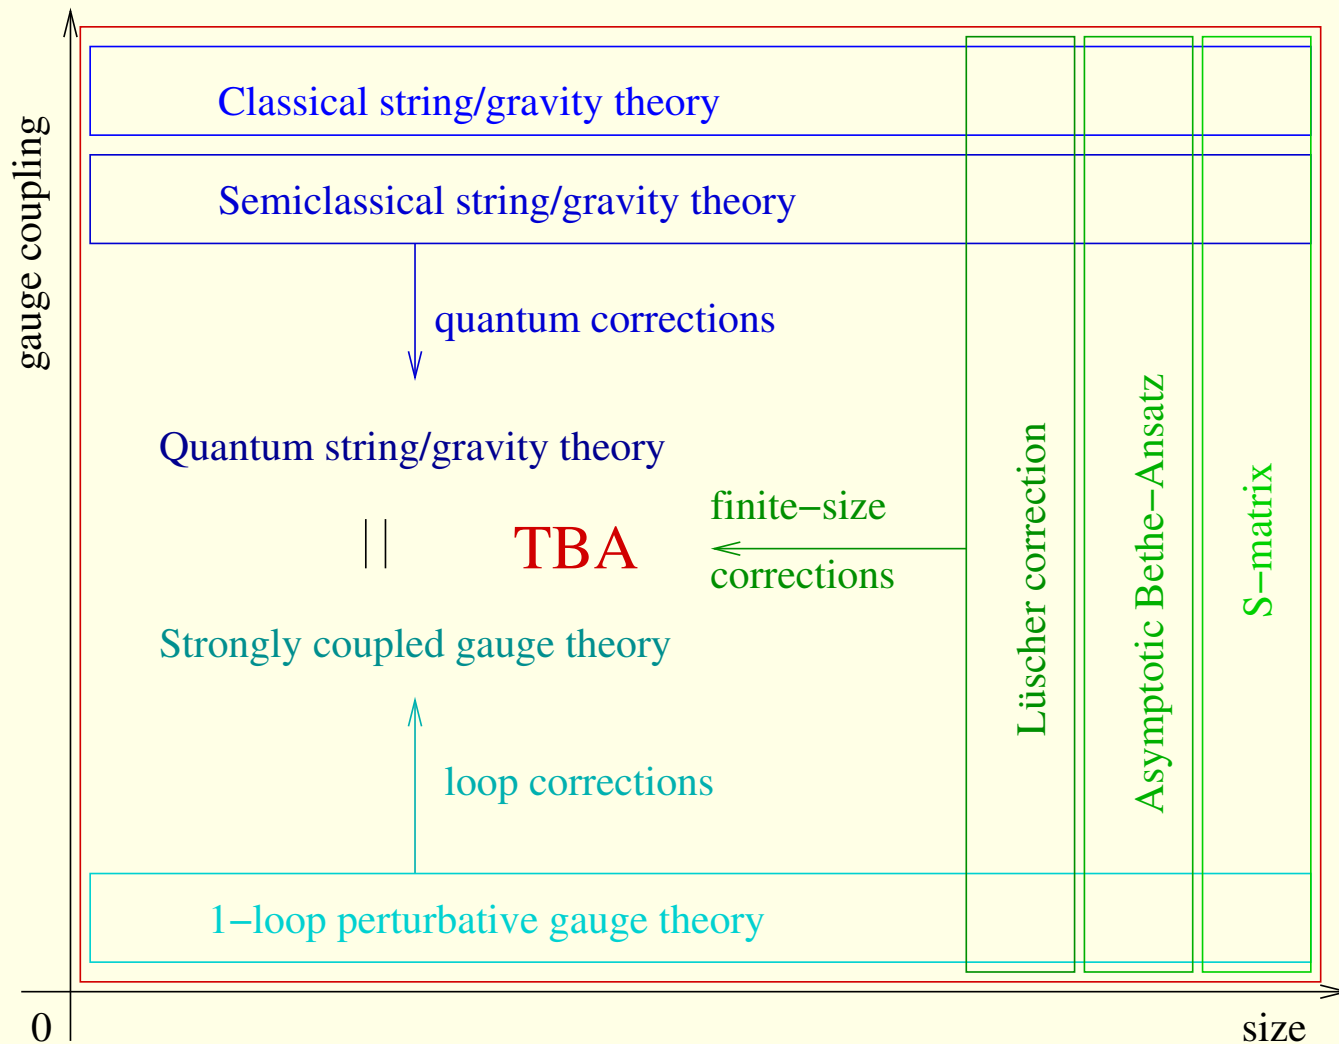 gauge coupling
Classical string/gravity theory
Semiclassical string/gravity theory
quantum corrections
Quantum string/gravity theory
TBA
finite−size
corrections
Strongly coupled gauge theory
loop corrections
1−loop perturbative gauge theory
Lüscher correction
Asymptotic Bethe−Ansatz
S−matrix
0
size